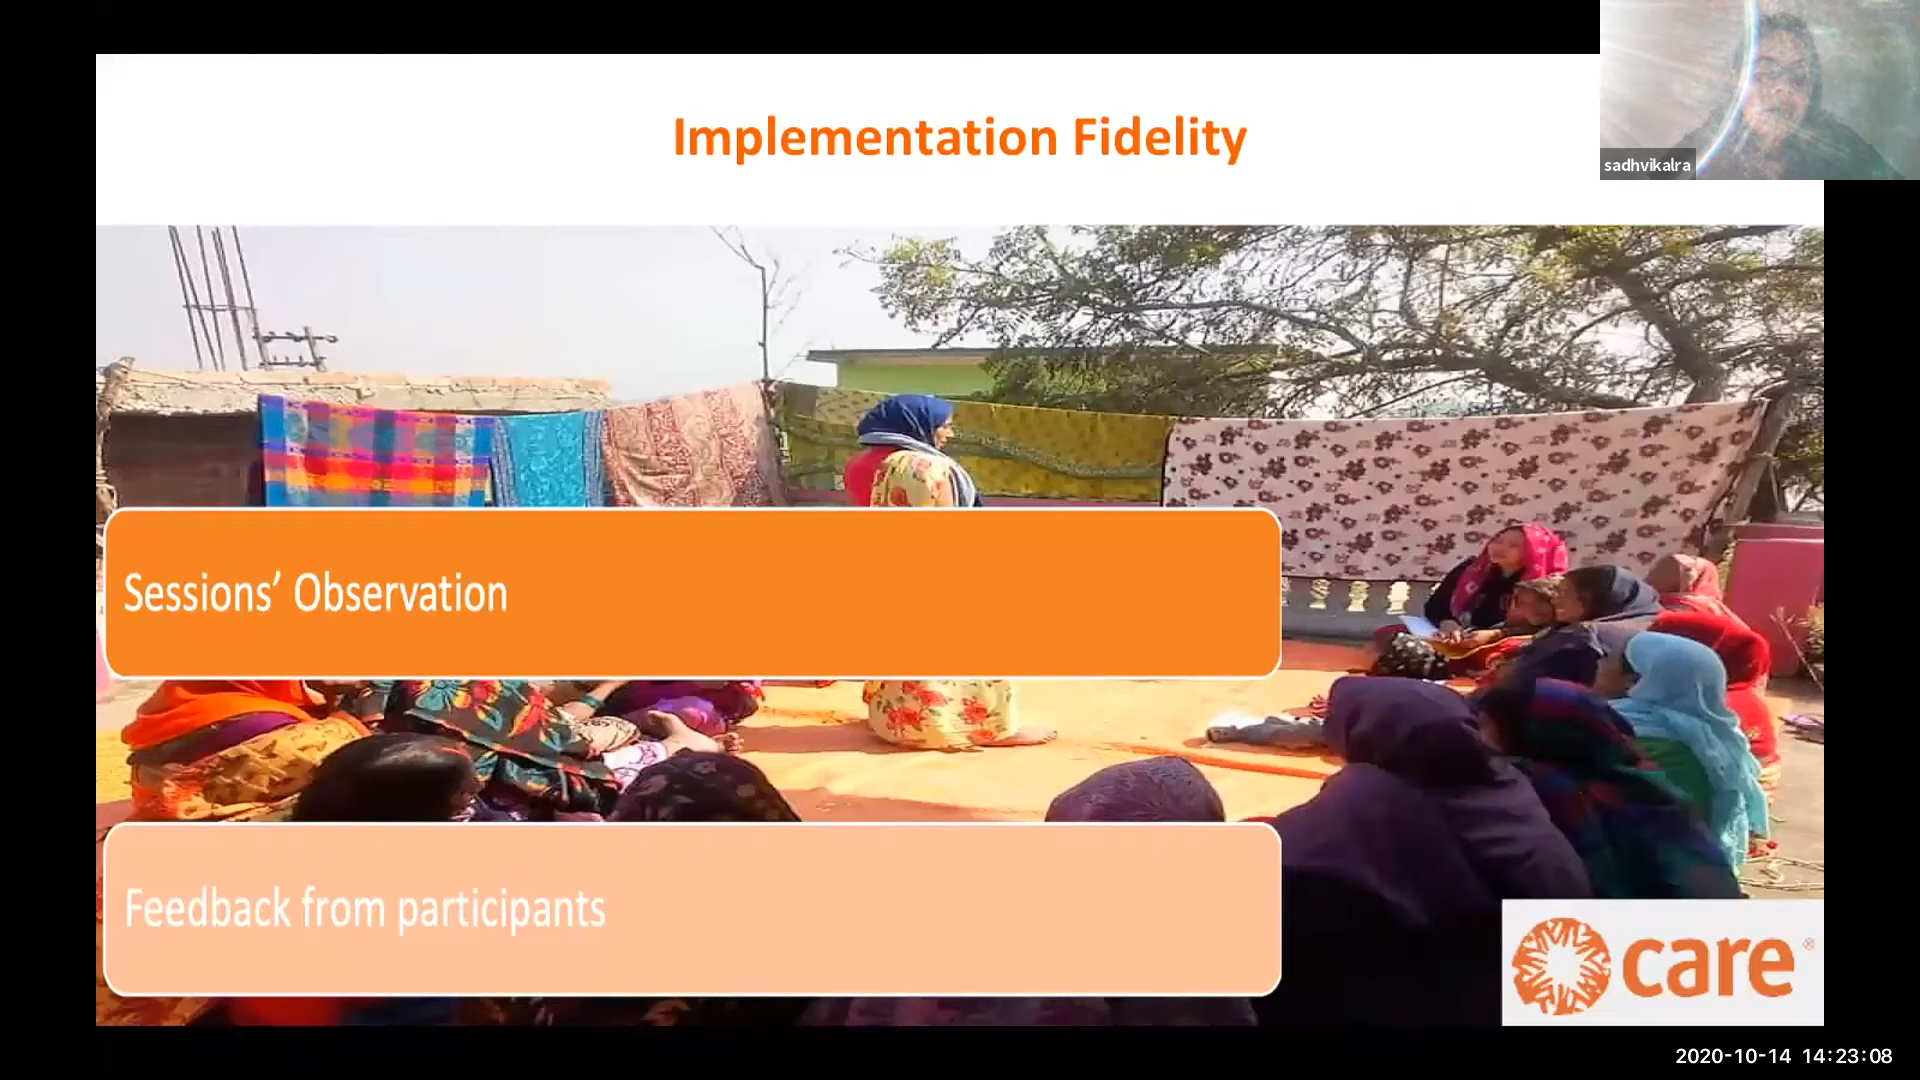 Implementation Fidelity
sadhvikalra
Sessions’ Observation
Feedback from participants
care®
2020-10-14 14:23:08